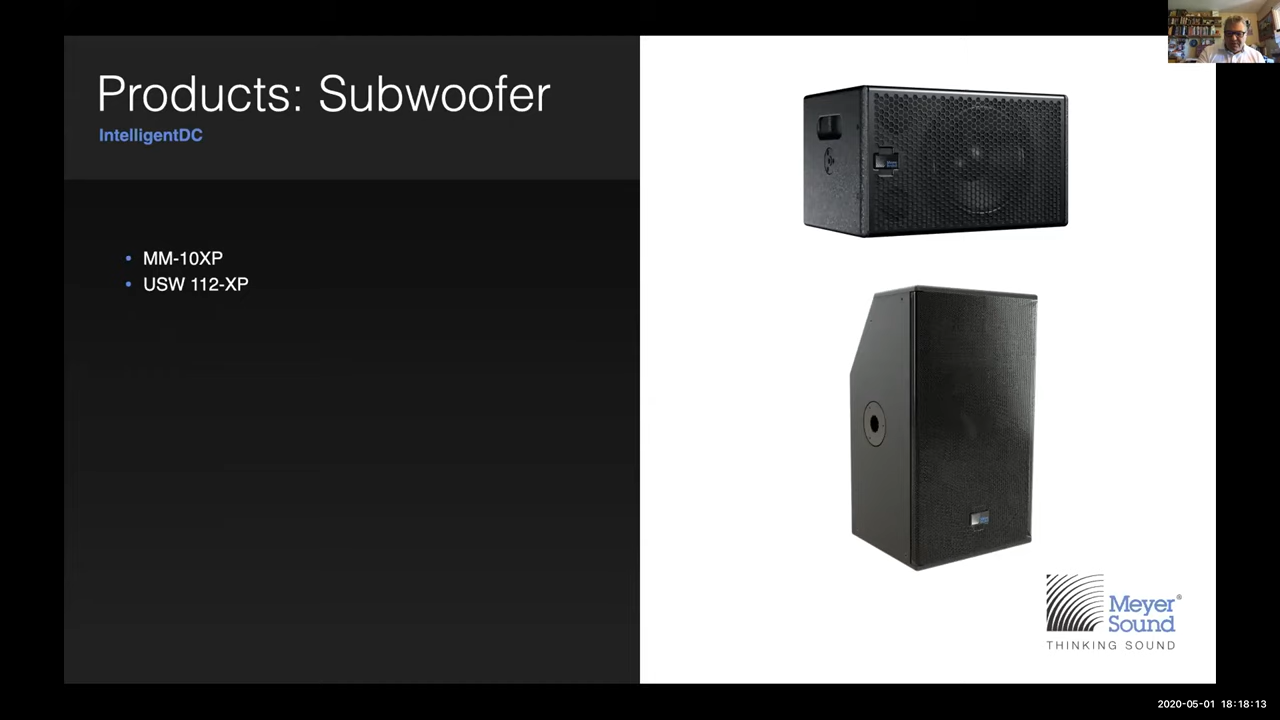 Products: Subwoofer
IntelligentDC
• MM-10XP
• USW 112-XP
Meyer®
Sound
THINKING SOUND
2020-05-01 18:18:13